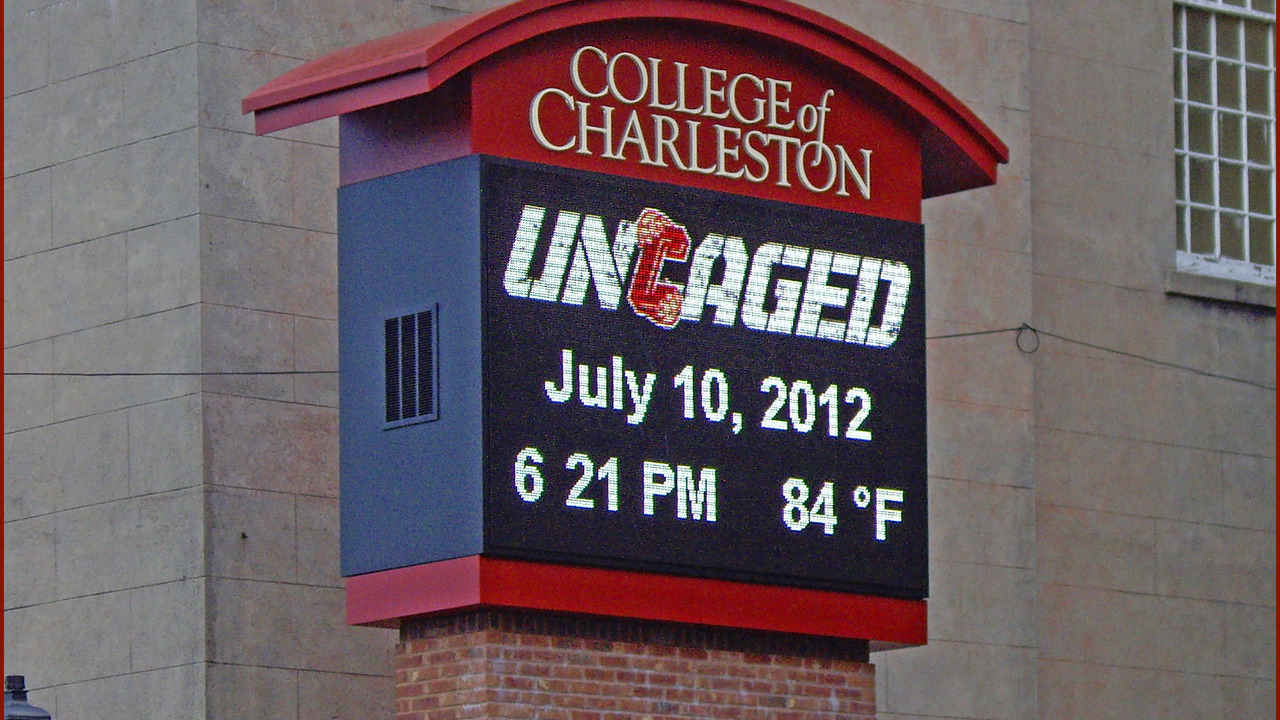 COLLEGE of
CHARLESTON
UNCAGED
July 10, 2012
6 21 PM 84 °F